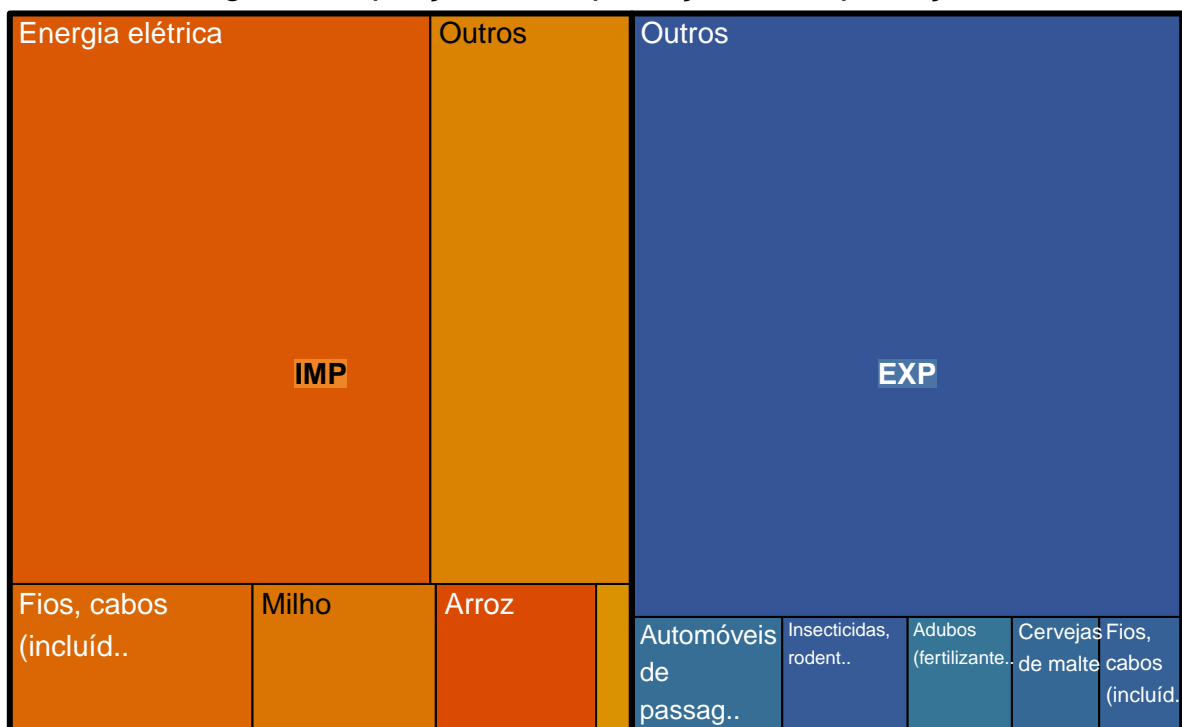 Energia elétrica
Outros
IMP
Fios, cabos
(incluíd..
Milho
Arroz
Outros
EXP
Automóveis
de
passag..
Insecticidas,
rodent..
Adubos
(fertilizante..
Cervejas
de malte
Fios,
cabos
(incluíd.